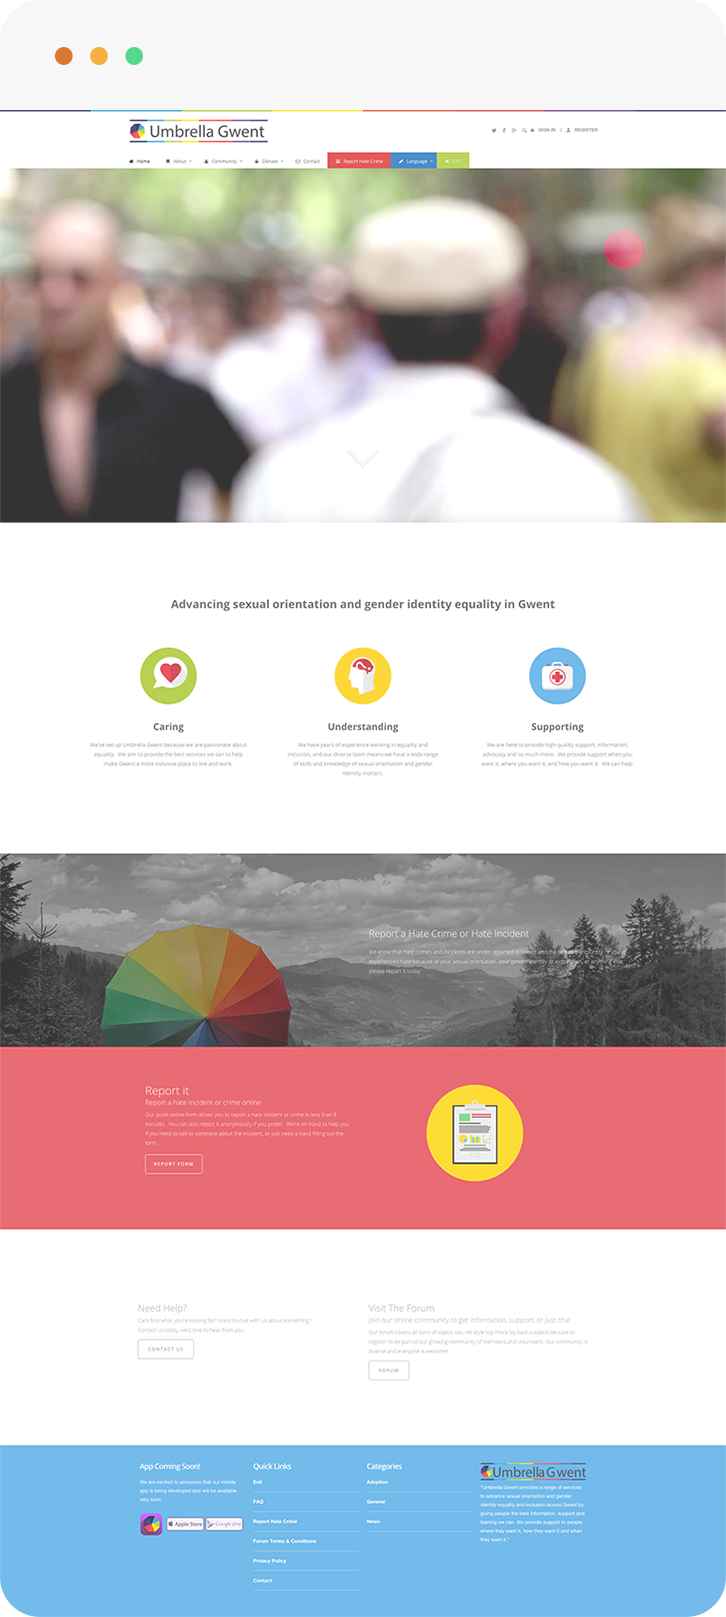 Umbrella Gwent
SIGN IN | REGISTER
Home About Community Donate Contact Report Hate Crime Language EXIT
Advancing sexual orientation and gender identity equality in Gwent
Caring
We've set up Umbrella Gwent because we are passionate about
equality. We aim to provide the best services we can to help
make Gwent a more inclusive place to live and work.
Understanding
We have years of experience working in equality and
inclusion, and our diverse team means we have a wide range
of skills and knowledge of sexual orientation and gender
identity matters.
Supporting
We are here to provide high quality support, information,
advocacy and so much more. We provide support when you
want it, where you want it, and how you want it. We can help.
Report a Hate Crime or Hate Incident
We know that hate crimes and incidents are under reported in
experienced hate because of your sexual orientation, your gender identity or
please report it today
Report it
Report a hate incident or crime online
Our quick online form allows you to report a hate incident or crime in less than 8
minutes. You can also report it anonymously if you prefer. We're on hand to help you
if you need to talk to someone about the incident, or just need a hand filling out the
form.
REPORT FORM
Need Help?
Cant find what you're looking for? Want to chat with us about something?
Contact us today, we'd love to hear from you
CONTACT US
Visit The Forum
Join our online community to get information, support, or just chat
Our forum covers all sorts of topics, sex, life style top more lay back subjects be sure to
register to be part of our growing community of members and volunteers. Our community is
diverse and everyone is welcome!
FORUM
App Coming Soon!
We are excited to announce that our mobile
app is being developed and will be available
very soon.
Apple Store Google play
Quick Links
Exit
FAQ
Report Hate Crime
Forum Terms & Conditions
Privacy Policy
Contact
Categories
Adoption
General
News
Umbrella Gwent
"Umbrella Gwent provides a range of services
to advance sexual orientation and gender
identity equality and inclusion across Gwent by
giving people the best information, support and
training we can. We provide support to people
where they want it, how they want it and when
they want it."